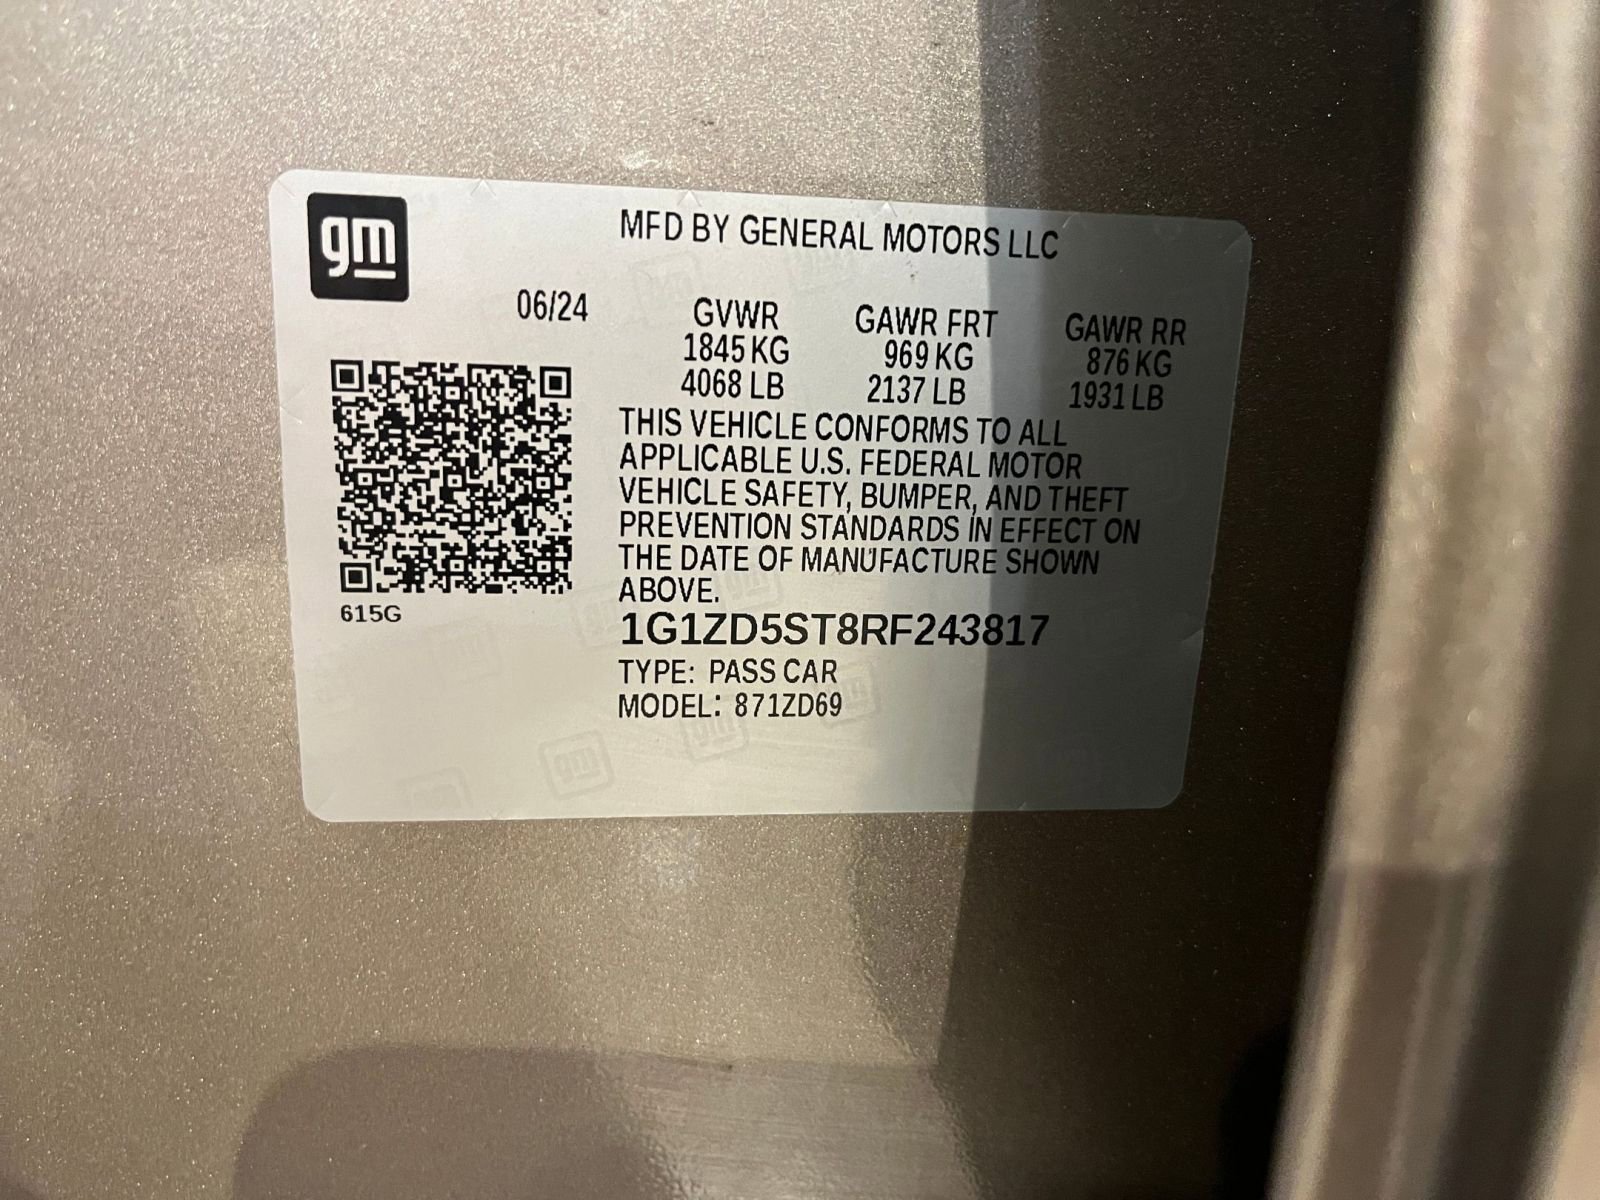 gm
MFD BY GENERAL MOTORS LLC
06/24 GVWR GAWR FRT GAWR RR
1845 KG 969 KG 876 KG
4068 LB 2137 LB 1931 LB
THIS VEHICLE CONFORMS TO ALL
APPLICABLE U.S. FEDERAL MOTOR
VEHICLE SAFETY, BUMPER, AND THEFT
PREVENTION STANDARDS IN EFFECT ON
THE DATE OF MANUFACTURE SHOWN
ABOVE.
615G
1G1ZD5ST8RF243817
TYPE: PASS CAR
MODEL: 871ZD69